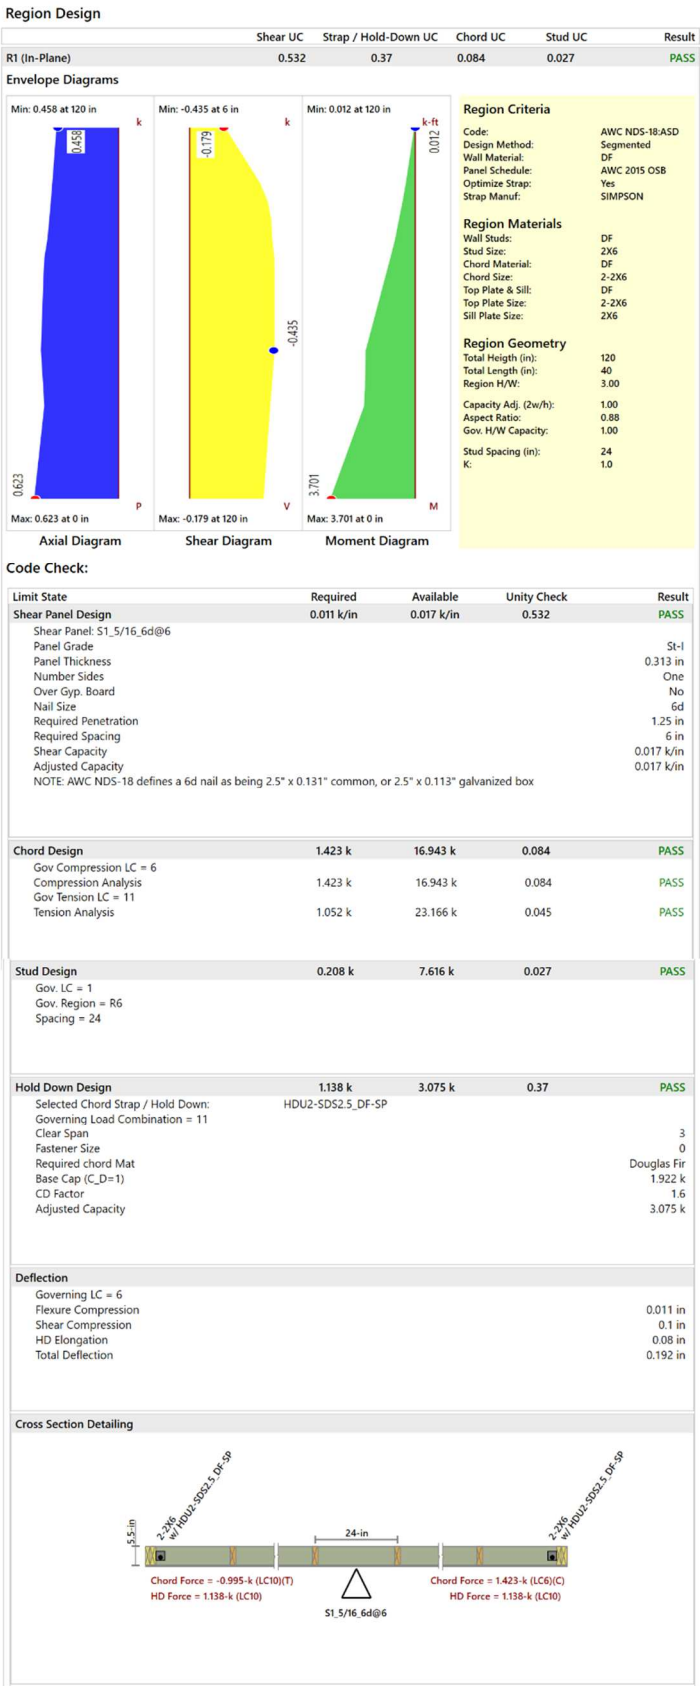 Region Design
Shear UC Strap / Hold-Down UC Chord UC Stud UC Result
R1 (In-Plane) 0.532 0.37 0.084 0.027 PASS
Envelope Diagrams
Min: 0.458 at 120 in
k
0.458
0.623
P
Max: 0.623 at 0 in
Axial Diagram
Min: -0.435 at 6 in
k
-0.179
-0.435
V
Max: -0.179 at 120 in
Shear Diagram
Min: 0.012 at 120 in
k-ft
0.012
3.701
M
Max: 3.701 at 0 in
Moment Diagram
Region Criteria
Code: AWC NDS-18:ASD
Design Method: Segmented
Wall Material: DF
Panel Schedule: AWC 2015 OSB
Optimize Strap: Yes
Strap Manuf: SIMPSON
Region Materials
Wall Studs: DF
Stud Size: 2X6
Chord Material: DF
Chord Size: 2-2X6
Top Plate & Sill: DF
Top Plate Size: 2-2X6
Sill Plate Size: 2X6
Region Geometry
Total Heigth (in): 120
Total Length (in): 40
Region H/W: 3.00
Capacity Adj. (2w/h): 1.00
Aspect Ratio: 0.88
Gov. H/W Capacity: 1.00
Stud Spacing (in): 24
K: 1.0
Code Check:
Limit State Required Available Unity Check Result
Shear Panel Design 0.011 k/in 0.017 k/in 0.532 PASS
Shear Panel: S1_5/16_6d@6
Panel Grade St-I
Panel Thickness 0.313 in
Number Sides One
Over Gyp. Board No
Nail Size 6d
Required Penetration 1.25 in
Required Spacing 6 in
Shear Capacity 0.017 k/in
Adjusted Capacity 0.017 k/in
NOTE: AWC NDS-18 defines a 6d nail as being 2.5" x 0.131" common, or 2.5" x 0.113" galvanized box
Chord Design 1.423 k 16.943 k 0.084 PASS
Gov Compression LC = 6
Compression Analysis 1.423 k 16.943 k 0.084 PASS
Gov Tension LC = 11
Tension Analysis 1.052 k 23.166 k 0.045 PASS
Stud Design 0.208 k 7.616 k 0.027 PASS
Gov. LC = 1
Gov. Region = R6
Spacing = 24
Hold Down Design 1.138 k 3.075 k 0.37 PASS
Selected Chord Strap / Hold Down: HDU2-SDS2.5_DF-SP
Governing Load Combination = 11
Clear Span 3
Fastener Size 0
Required chord Mat Douglas Fir
Base Cap (C_D=1) 1.922 k
CD Factor 1.6
Adjusted Capacity 3.075 k
Deflection
Governing LC = 6
Flexure Compression 0.011 in
Shear Compression 0.1 in
HD Elongation 0.08 in
Total Deflection 0.192 in
Cross Section Detailing
5.5-in
2-2X6
w/ HDU2-SDS2.5_DF-SP
24-in
2-2X6
w/ HDU2-SDS2.5_DF-SP
Chord Force = -0.995-k (LC10)(T)
HD Force = 1.138-k (LC10)
Chord Force = 1.423-k (LC6)(C)
HD Force = 1.138-k (LC10)
S1_5/16_6d@6